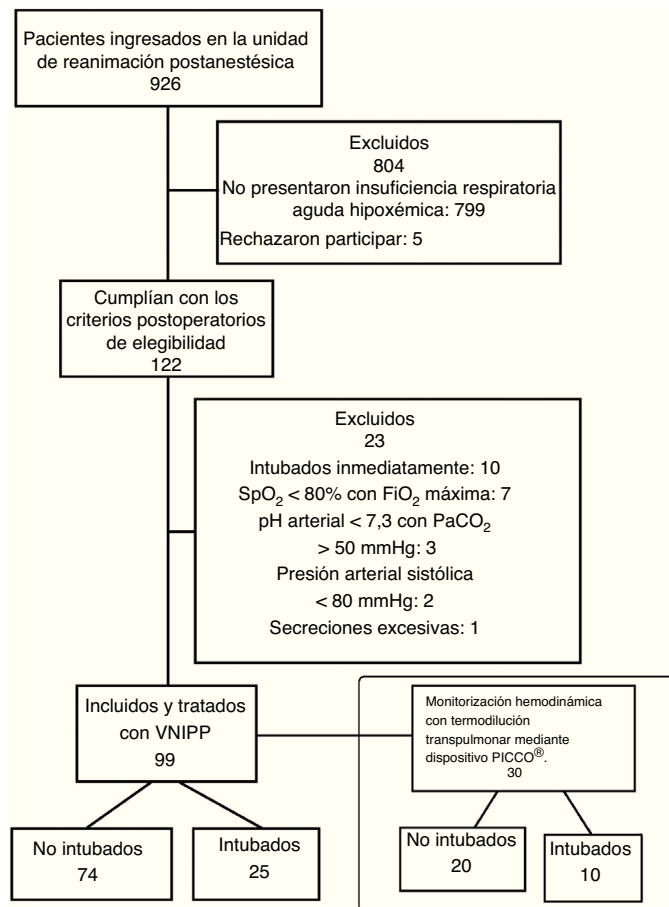 Pacientes ingresados en la unidad
de reanimación postanestésica
926
Excluidos
804
No presentaron insuficiencia respiratoria
aguda hipoxémica: 799
Rechazaron participar: 5
Cumplían con los
criterios postoperatorios
de elegibilidad
122
Excluidos
23
Intubados inmediatamente: 10
SpO₂ < 80% con FiO₂ máxima: 7
pH arterial < 7,3 con PaCO₂
> 50 mmHg: 3
Presión arterial sistólica
< 80 mmHg: 2
Secreciones excesivas: 1
Incluidos y tratados
con VNIPP
99
Monitorización hemodinámica
con termodilución
transpulmonar mediante
dispositivo PICCO®.
30
No intubados
74
Intubados
25
No intubados
20
Intubados
10